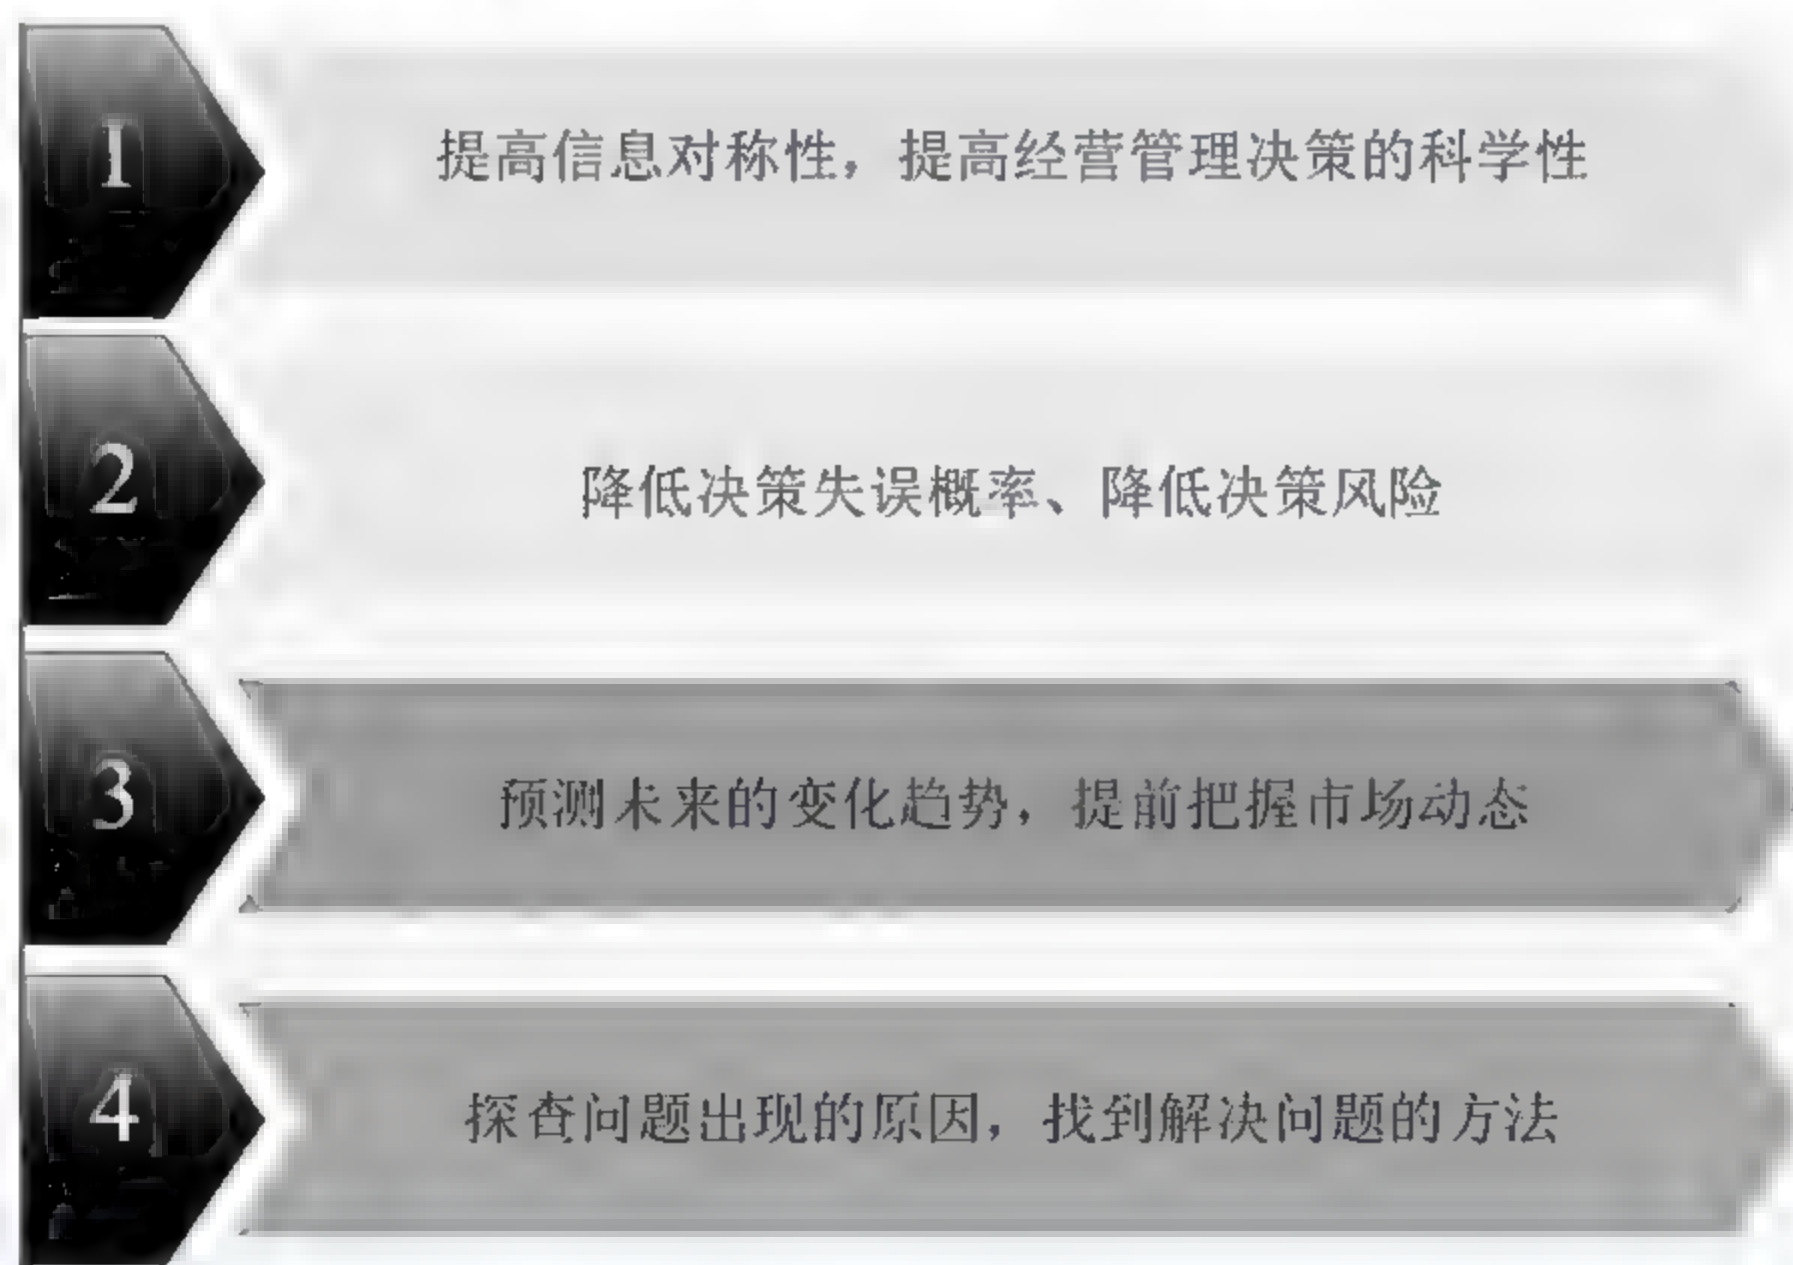 1
提高信息对称性，提高经营管理决策的科学性
2
降低决策失误概率、降低决策风险
3
预测未来的变化趋势，提前把握市场动态
4
探查问题出现的原因，找到解决问题的方法